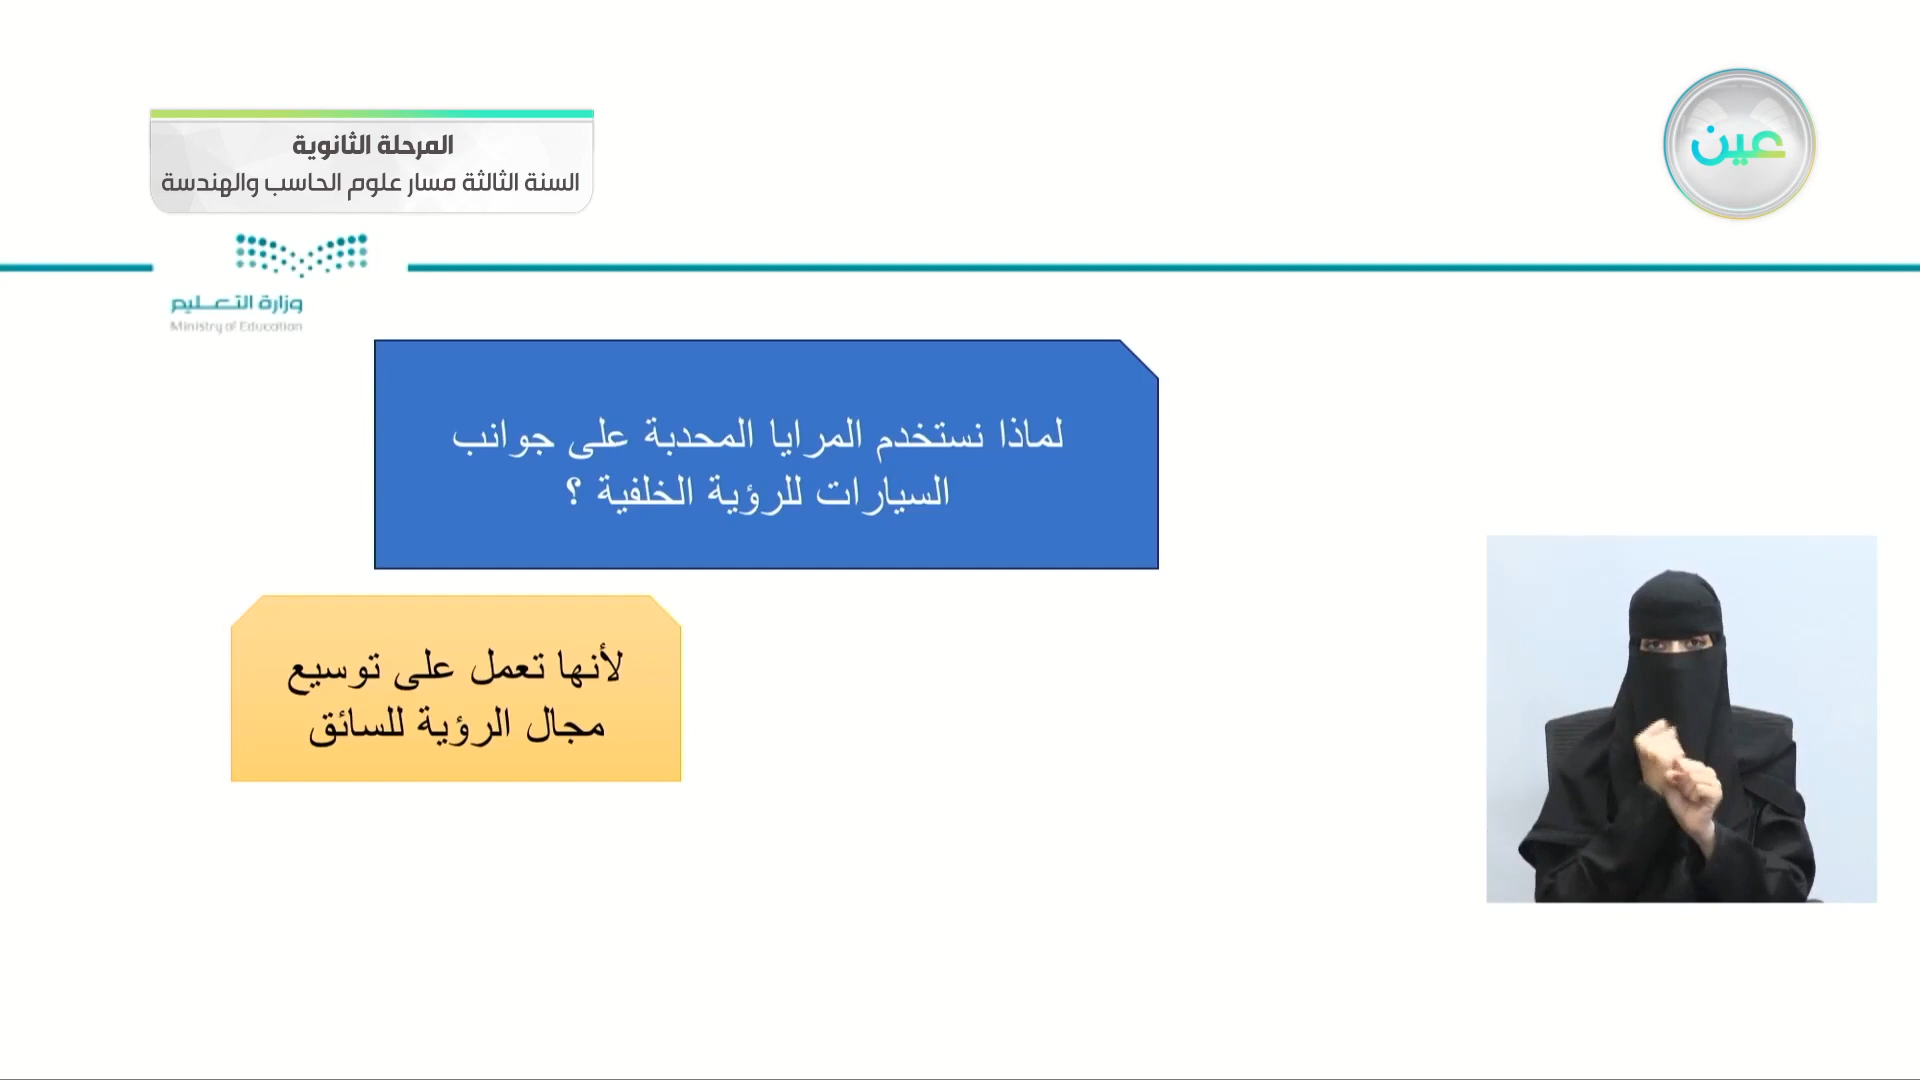 عين
المرحلة الثانوية
السنة الثالثة مسار علوم الحاسب والهندسة
وزارة التعـــليم
Ministry of Education
لماذا نستخدم المرايا المحدبة على جوانب
السيارات للرؤية الخلفية ؟
لأنها تعمل على توسيع
مجال الرؤية للسائق